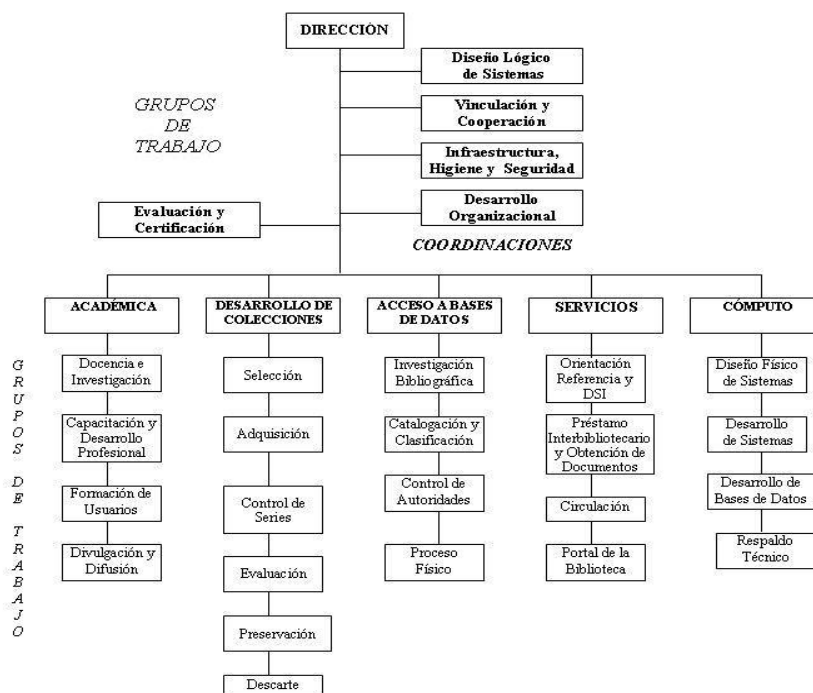 DIRECCIÓN
Diseño Lógico
de Sistemas
GRUPOS
DE
TRABAJO
Vinculación y
Cooperación
Infraestructura,
Higiene y Seguridad
Evaluación y
Certificación
Desarrollo
Organizacional
COORDINACIONES
ACADÉMICA
Docencia e
Investigación
Capacitación y
Desarrollo
Profesional
Formación de
Usuarios
Divulgación y
Difusión
DESARROLLO DE
COLECCIONES
Selección
Adquisición
Control de
Series
Evaluación
Preservación
Descarte
ACCESO A BASES
DE DATOS
Investigación
Bibliográfica
Catalogación y
Clasificación
Control de
Autoridades
Proceso
Físico
SERVICIOS
Orientación
Referencia y
DSI
Préstamo
Interbibliotecario
y Obtención de
Documentos
Circulación
Portal de la
Biblioteca
CÓMPUTO
Diseño Físico
de Sistemas
Desarrollo
de Sistemas
Desarrollo de
Bases de Datos
Respaldo
Técnico
GRUPOS DE TRABAJO